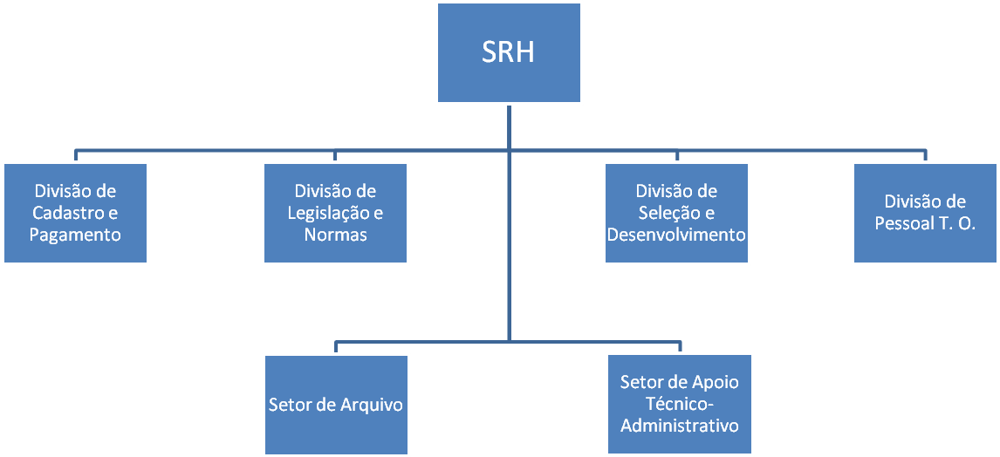 SRH
Divisão de
Cadastro e
Pagamento
Divisão de
Legislação e
Normas
Divisão de
Seleção e
Desenvolvimento
Divisão de
Pessoal T. O.
Setor de Arquivo
Setor de Apoio
Técnico-
Administrativo